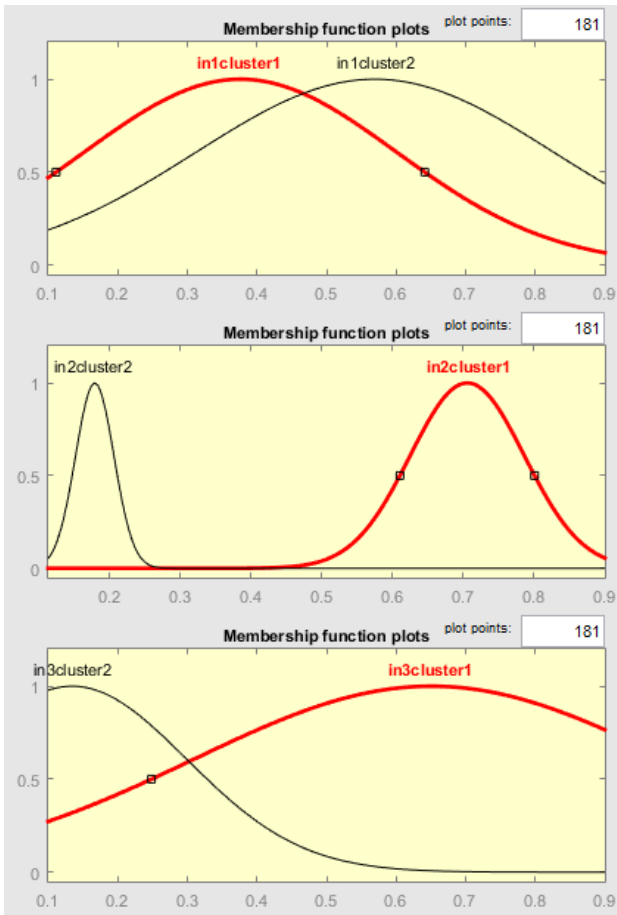 Membership function plots plot points: 181
in1cluster1 in1cluster2
1
0.5
0
0.1 0.2 0.3 0.4 0.5 0.6 0.7 0.8 0.9
Membership function plots plot points: 181
in2cluster2 in2cluster1
1
0.5
0
0.2 0.3 0.4 0.5 0.6 0.7 0.8 0.9
Membership function plots plot points: 181
in3cluster2 in3cluster1
1
0.5
0
0.1 0.2 0.3 0.4 0.5 0.6 0.7 0.8 0.9